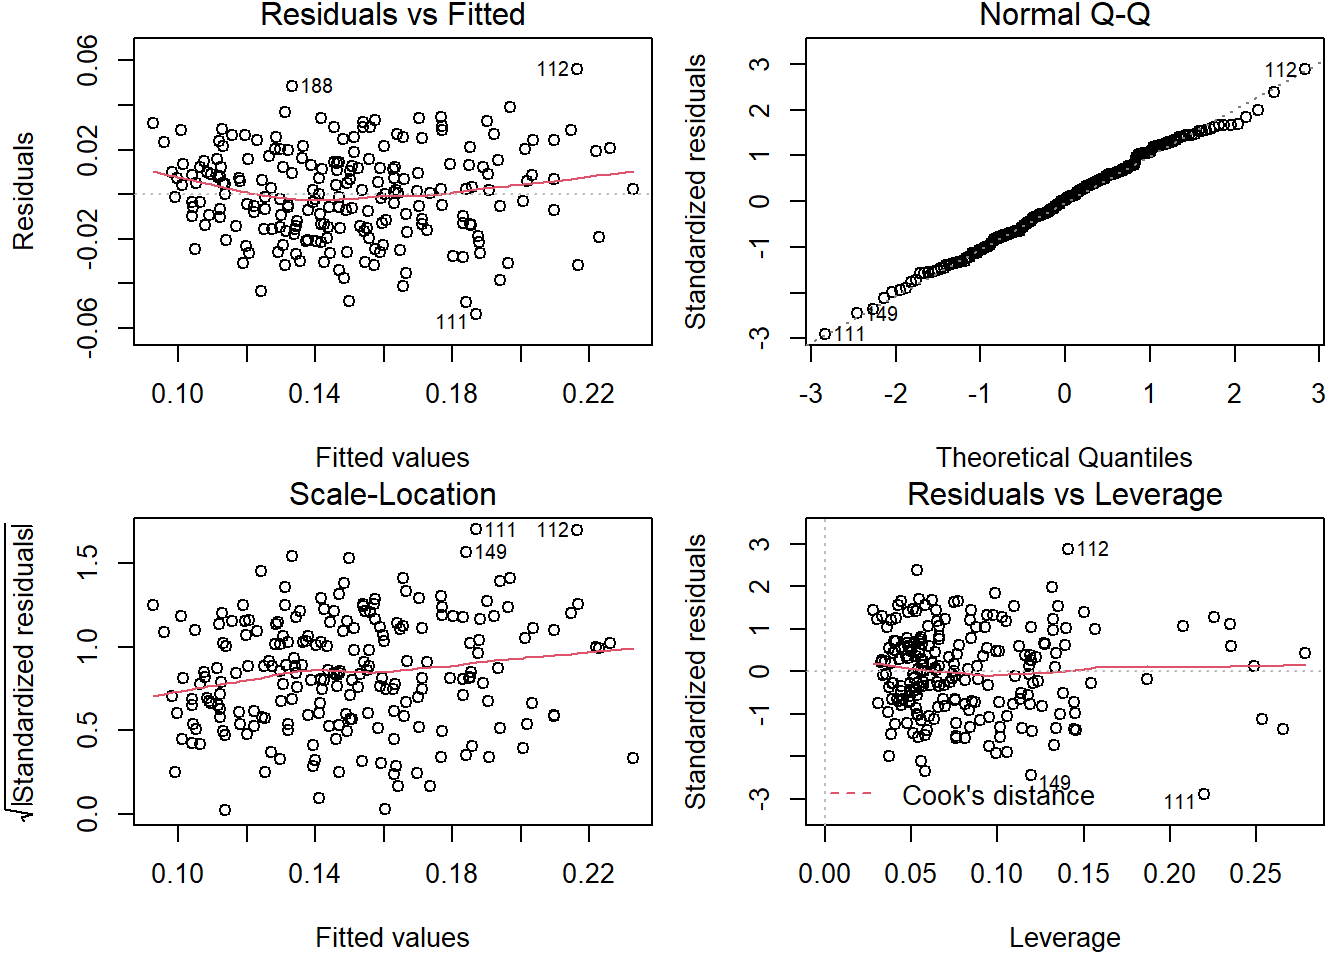 Residuals vs Fitted
Residuals
0.06
0.02
-0.02
-0.06
188
112
111
0.10 0.14 0.18 0.22
Fitted values
Normal Q-Q
Standardized residuals
3
2
1
0
-1
-3
112
149
111
-3 -2 -1 0 1 2 3
Theoretical Quantiles
Scale-Location
√|Standardized residuals|
1.5
1.0
0.5
0.0
111
112
149
0.10 0.14 0.18 0.22
Fitted values
Residuals vs Leverage
Standardized residuals
3
2
1
0
-1
-3
112
149
111
Cook's distance
0.00 0.05 0.10 0.15 0.20 0.25
Leverage